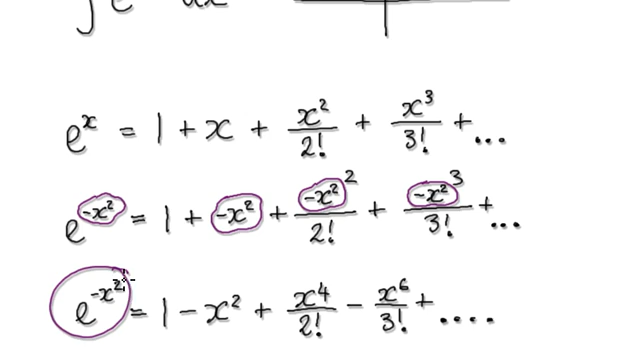 ∫ e dx
e^x = 1 + x + x^2/2! + x^3/3! + ...
e^{-x^2} = 1 + -x^2 + -x^2^2/2! + -x^2^3/3! + ...
e^{-x^2} = 1 - x^2 + x^4/2! - x^6/3! + ....